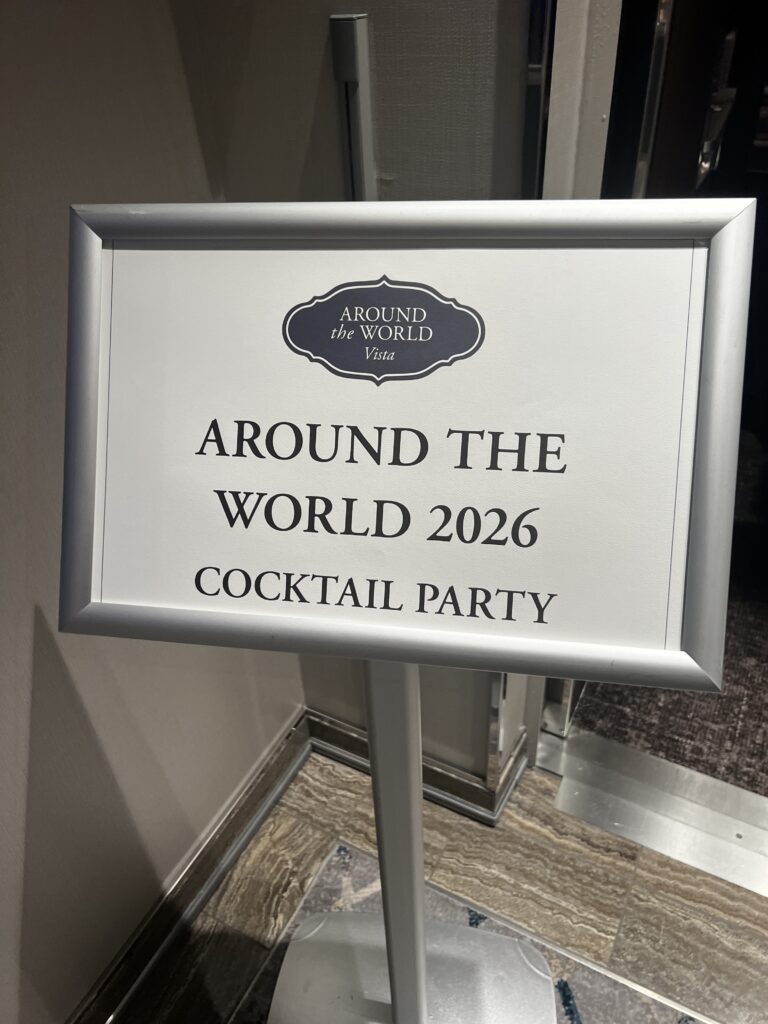 AROUND
the WORLD
Vista
AROUND THE
WORLD 2026
COCKTAIL PARTY